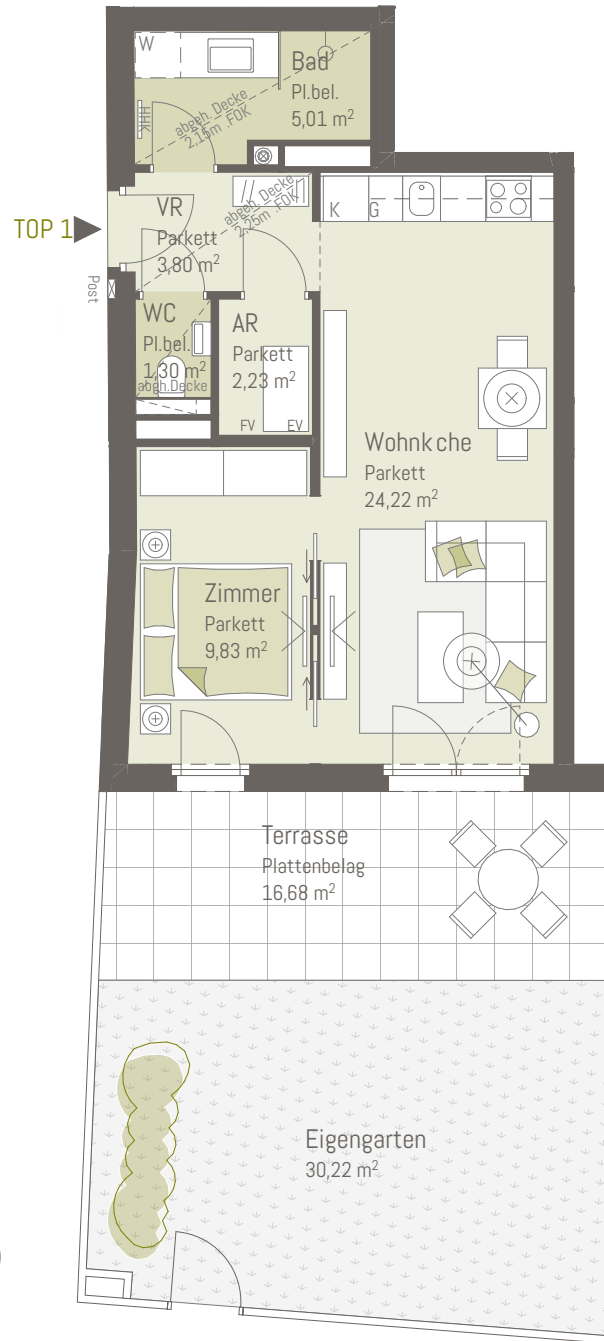 W
Bad
Pl.bel.
5,01 m²
HHK
abgeh. Decke
2,15m .FOK
TOP 1
VR
Parkett
3,80 m²
abgeh. Decke
2,25m .FOK
K G
Post
WC
Pl.bel.
1,30 m²
abgh.Decke
AR
Parkett
2,23 m²
FV EV
Wohnk che
Parkett
24,22 m²
Zimmer
Parkett
9,83 m²
Terrasse
Plattenbelag
16,68 m²
Eigengarten
30,22 m²